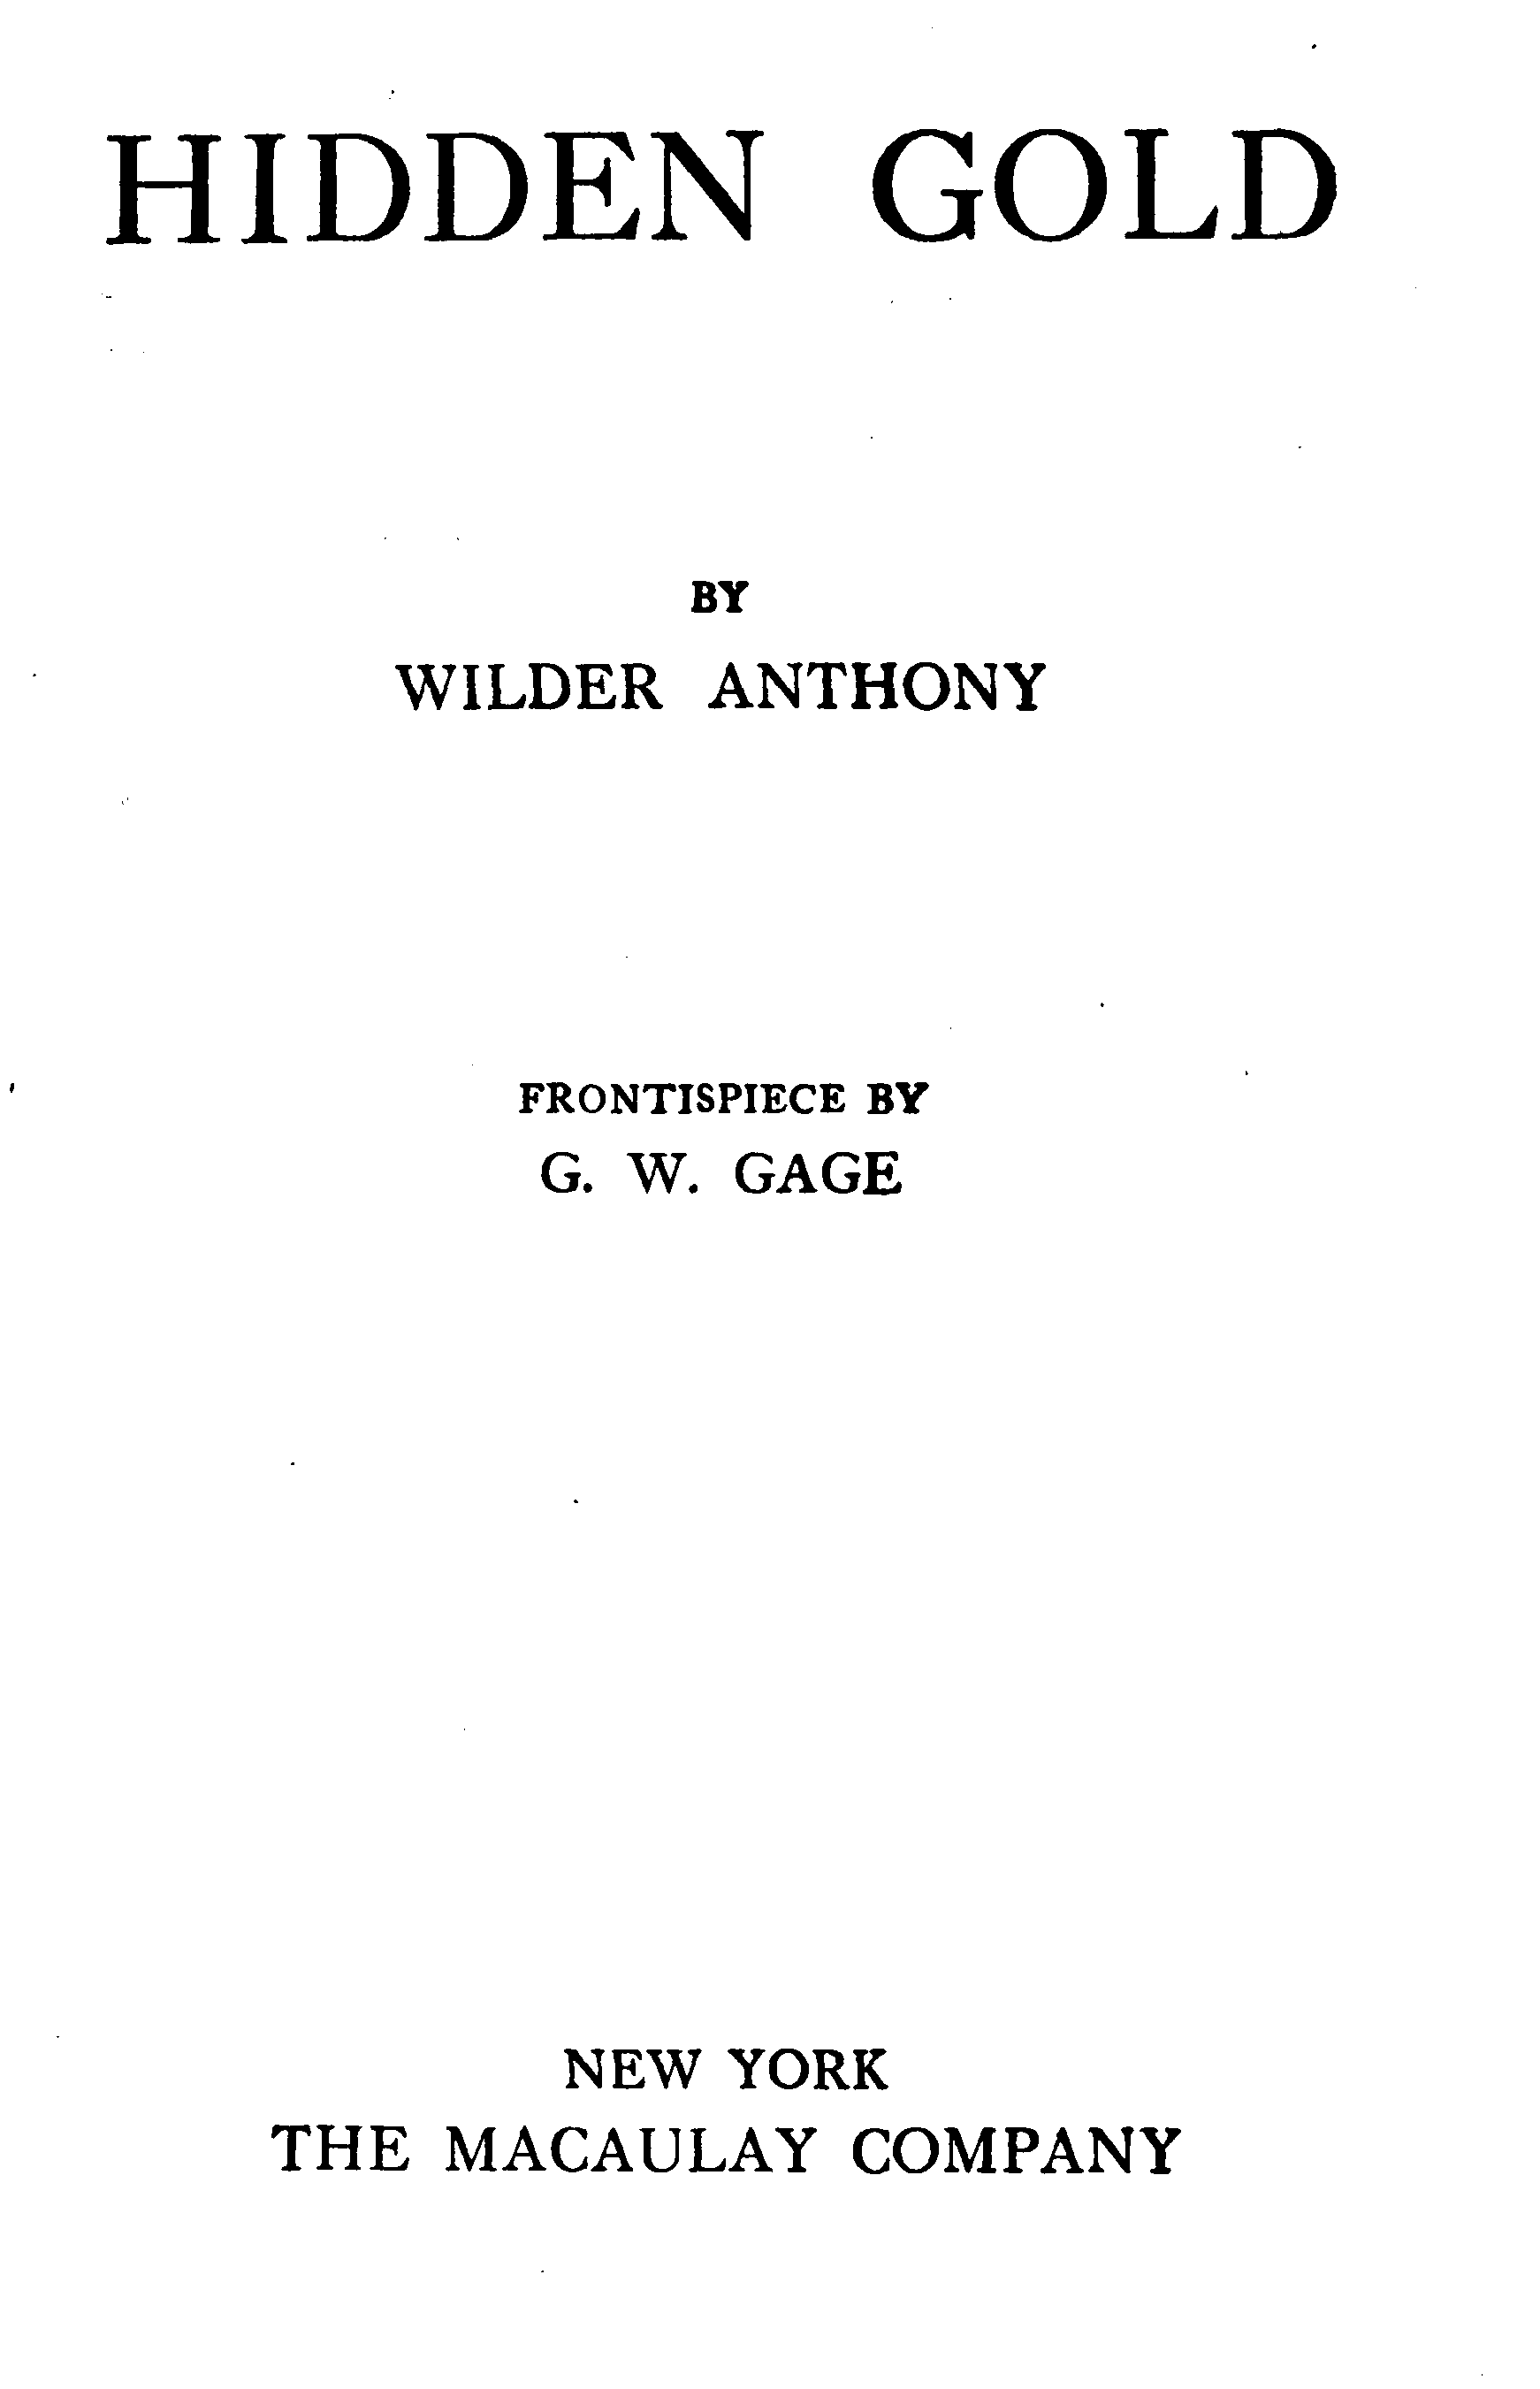 HIDDEN GOLD
BY
WILDER ANTHONY
FRONTISPIECE BY
G. W. GAGE
NEW YORK
THE MACAULAY COMPANY